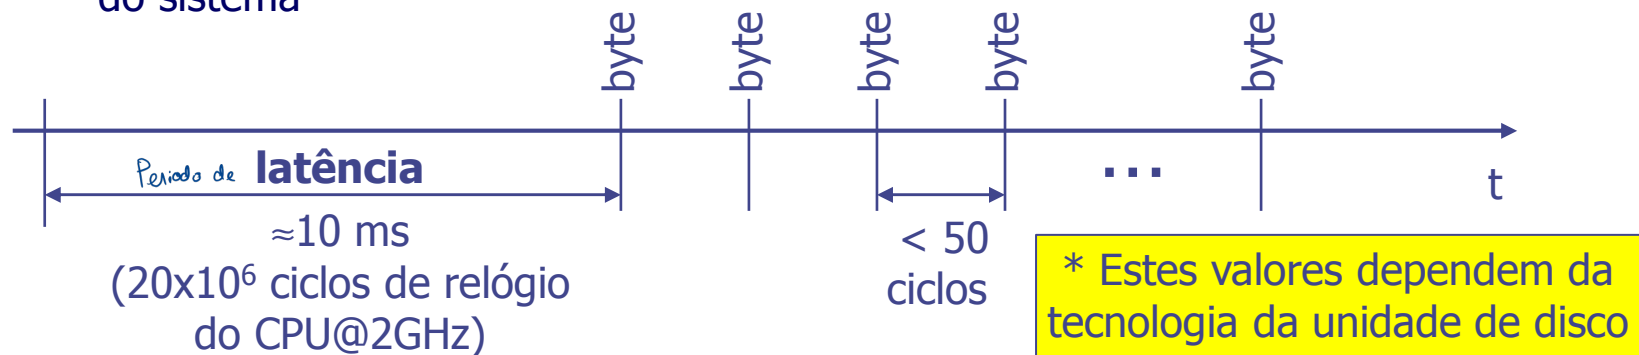 do sistema
byte
byte
byte
byte
byte
Periodo de latência
...
t
≈10 ms
(20x10⁶ ciclos de relógio
do CPU@2GHz)
< 50
ciclos
* Estes valores dependem da
tecnologia da unidade de disco